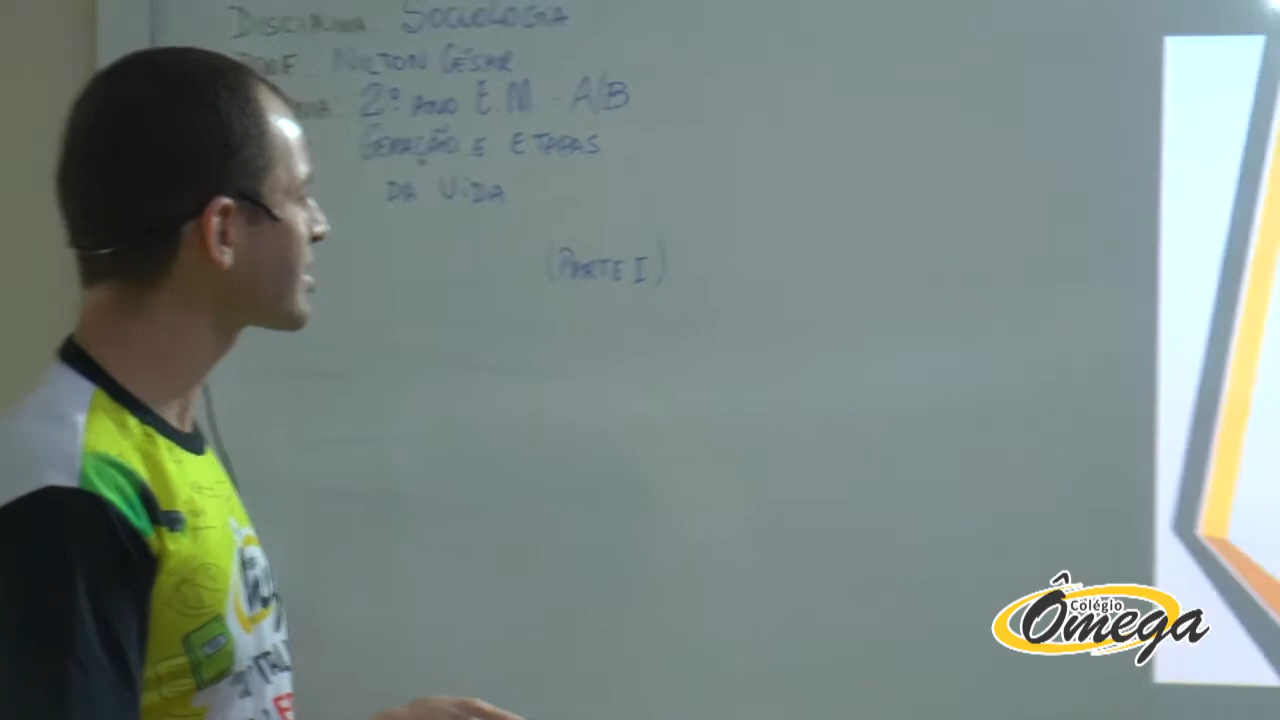 Disciplina: Sociologia
Prof. Nilton César
2º ano E.M. - A/B
Geração e Etapas
da Vida
(Parte I)
Colégio
Ômega